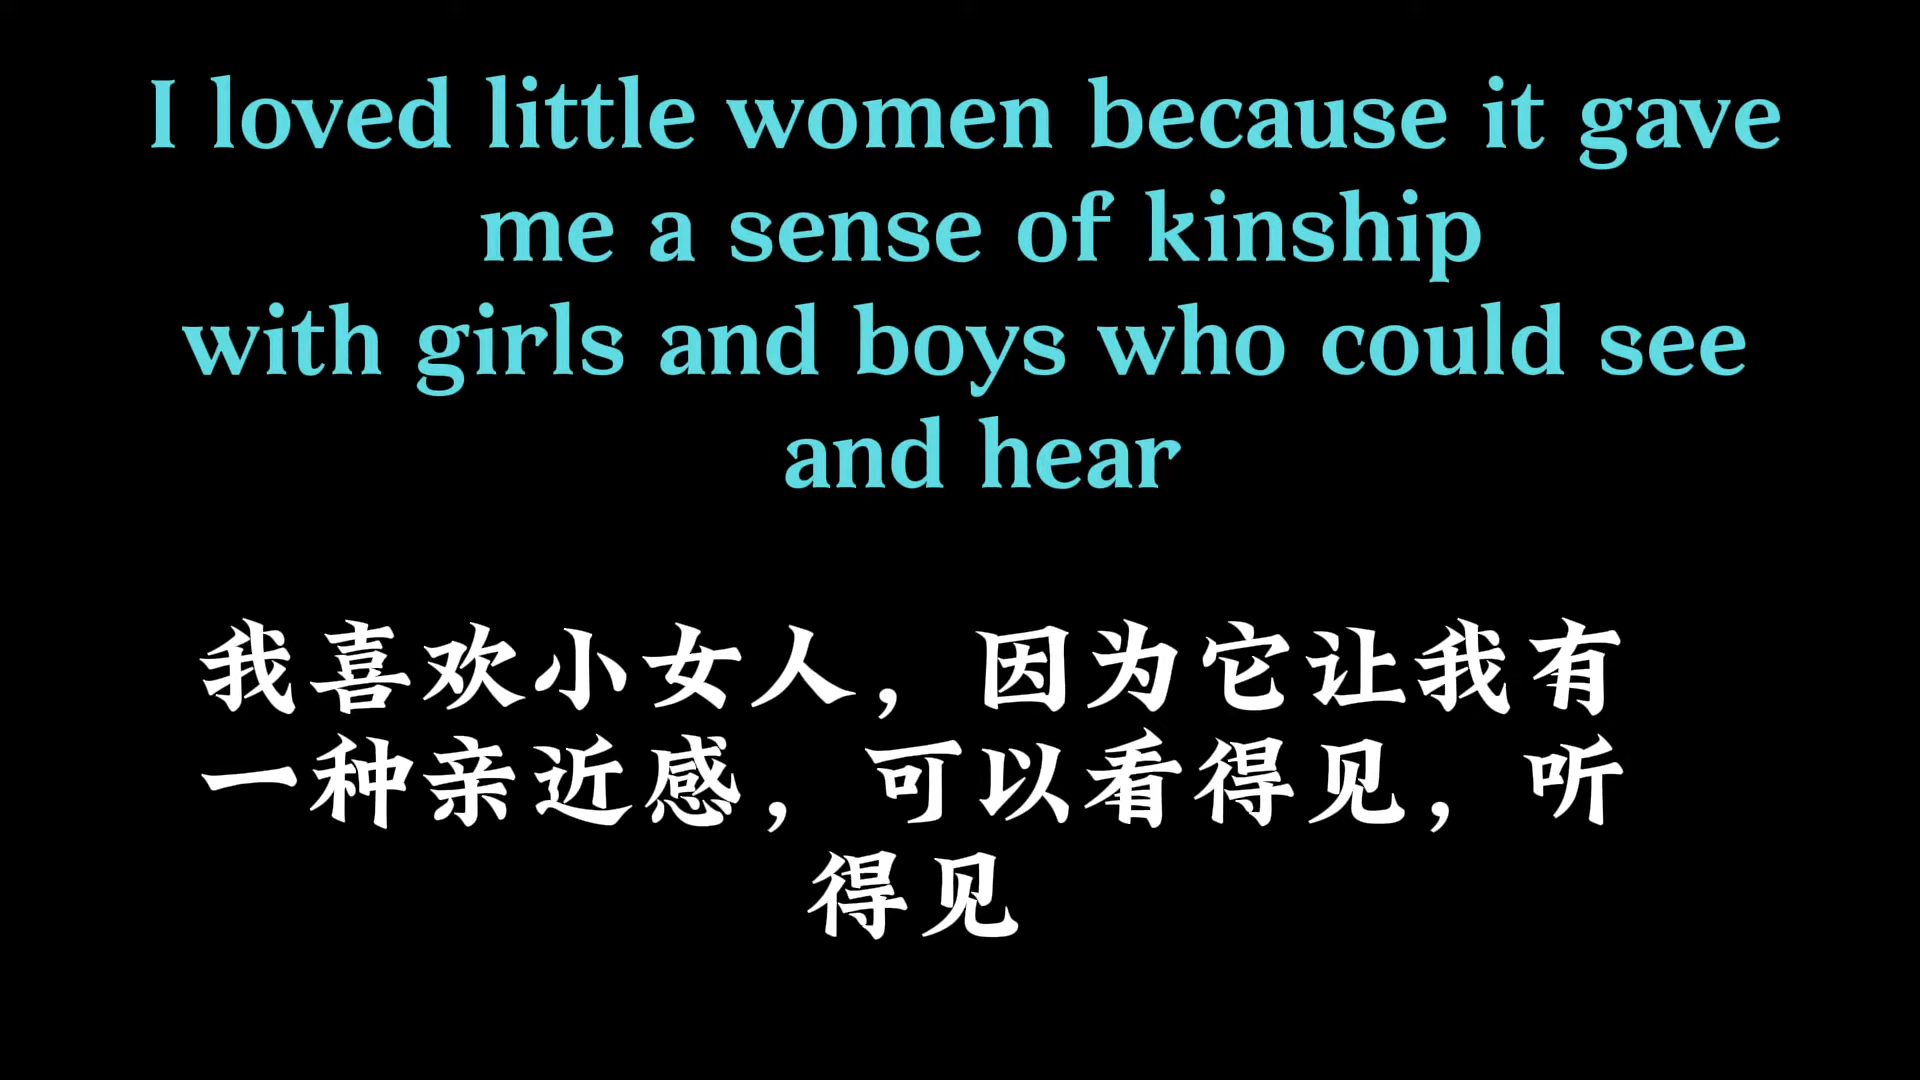 I loved little women because it gave
me a sense of kinship
with girls and boys who could see
and hear
我喜欢小女人，因为它让我有
一种亲近感，可以看得见，听
得见